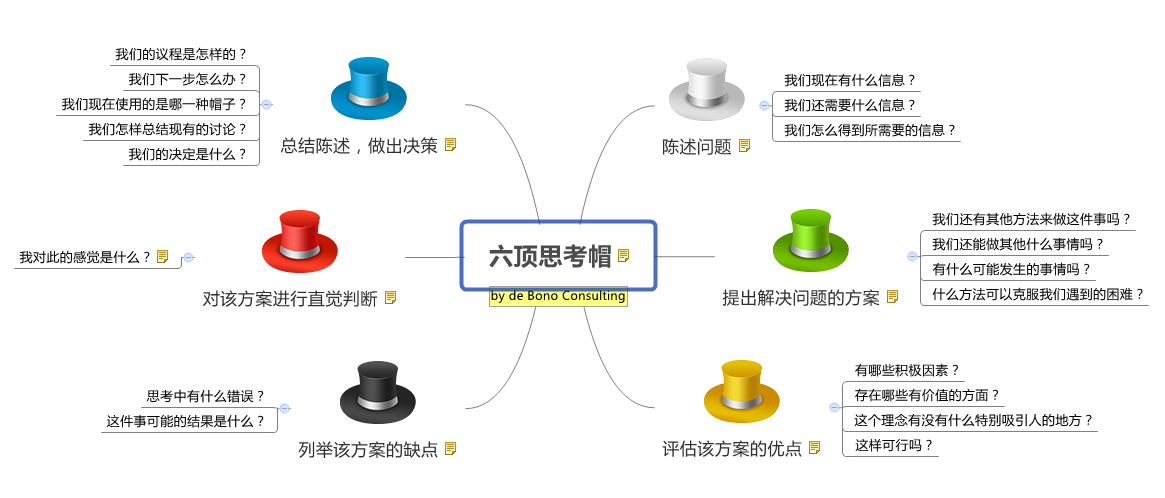 六顶思考帽
by de Bono Consulting
陈述问题
我们现在有什么信息？
我们还需要什么信息？
我们怎么得到所需要的信息？
提出解决问题的方案
我们还有其他方法来做这件事吗？
我们还能做其他什么事情吗？
有什么可能发生的事情吗？
什么方法可以克服我们遇到的困难？
评估该方案的优点
有哪些积极因素？
存在哪些有价值的方面？
这个理念有没有什么特别吸引人的地方？
这样可行吗？
列举该方案的缺点
思考中有什么错误？
这件事可能的结果是什么？
对该方案进行直觉判断
我对此的感觉是什么？
总结陈述，做出决策
我们的议程是怎样的？
我们下一步怎么办？
我们现在使用的是哪一种帽子？
我们怎样总结现有的讨论？
我们的决定是什么？